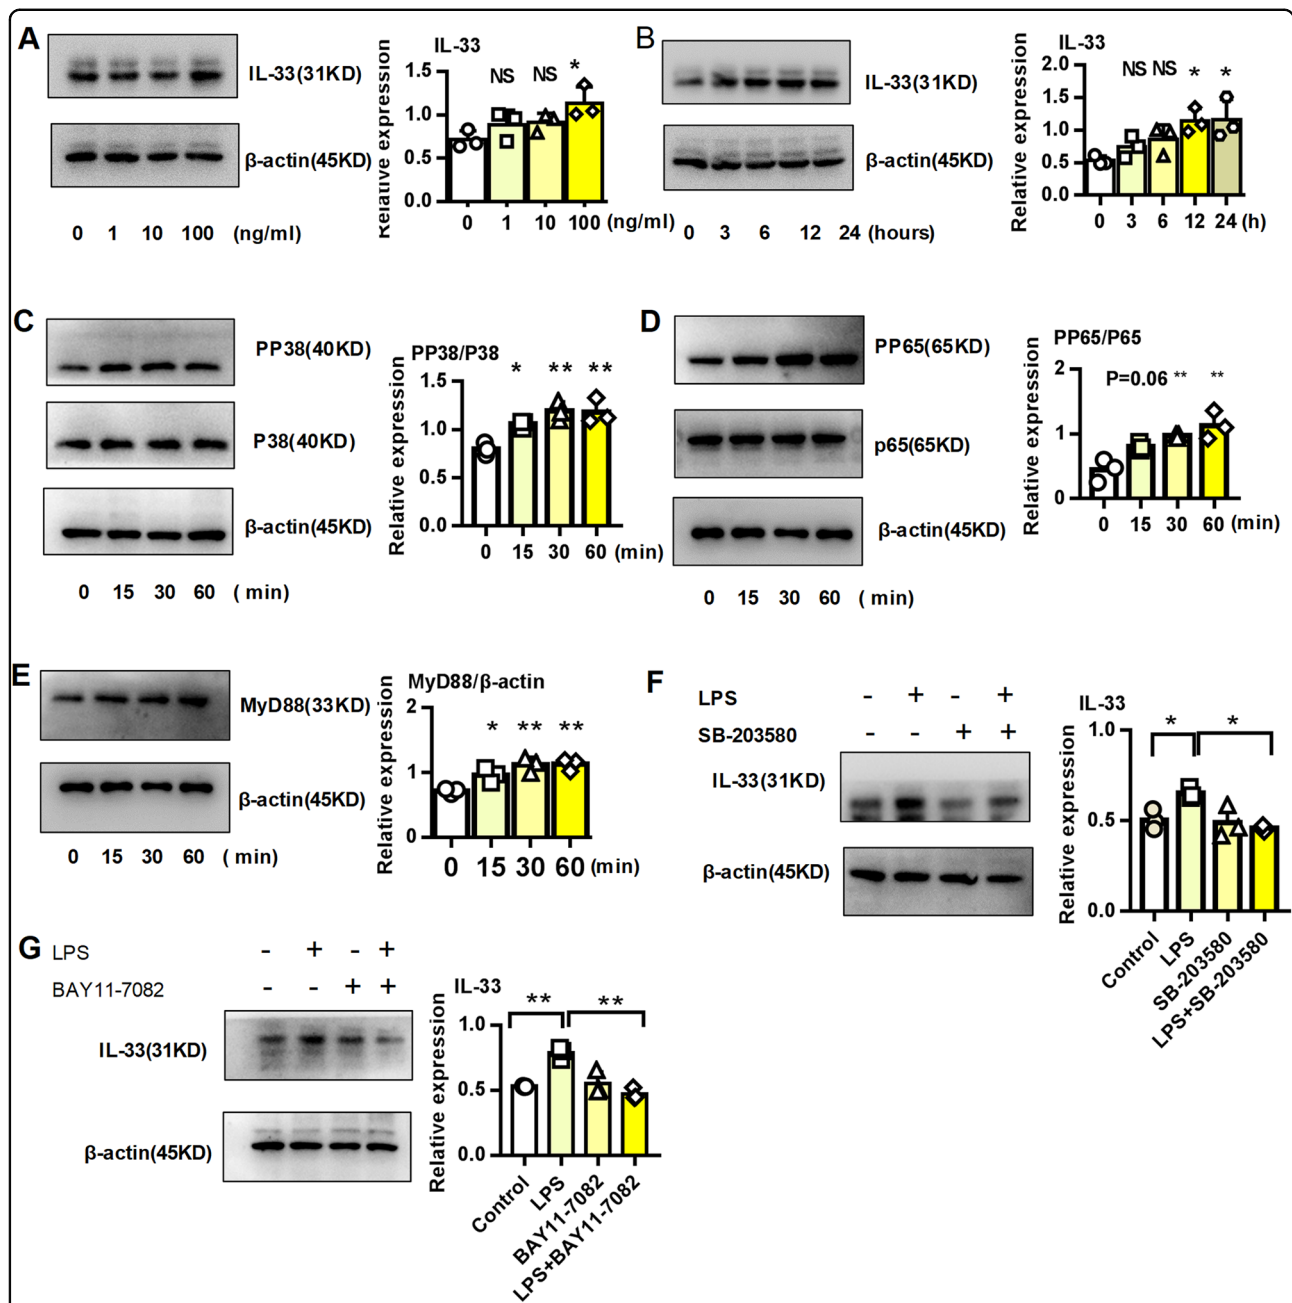 A
IL-33(31KD)
β-actin(45KD)
0 1 10 100 (ng/ml)
IL-33
Relative expression
1.5
1.0
0.5
0.0
NS NS *
0 1 10 100 (ng/ml)
B
IL-33(31KD)
β-actin(45KD)
0 3 6 12 24 (hours)
IL-33
Relative expression
2.0
1.5
1.0
0.5
0.0
NS NS * *
0 3 6 12 24 (h)
C
PP38(40KD)
P38(40KD)
β-actin(45KD)
0 15 30 60 ( min)
PP38/P38
Relative expression
1.5
1.0
0.5
0.0
* ** **
0 15 30 60 (min)
D
PP65(65KD)
p65(65KD)
β-actin(45KD)
0 15 30 60 ( min)
PP65/P65
Relative expression
2
1
0
P=0.06 ** **
0 15 30 60 (min)
E
MyD88(33KD)
β-actin(45KD)
0 15 30 60 ( min)
MyD88/β-actin
Relative expression
2
1
0
* ** **
0 15 30 60 (min)
F
LPS - + - +
SB-203580 - - + +
IL-33(31KD)
β-actin(45KD)
IL-33
Relative expression
1.0
0.5
0.0
* *
Control
LPS
SB-203580
LPS+SB-203580
G
LPS - + - +
BAY11-7082 - - + +
IL-33(31KD)
β-actin(45KD)
IL-33
Relative expression
1.0
0.5
0.0
** **
Control
LPS
BAY11-7082
LPS+BAY11-7082